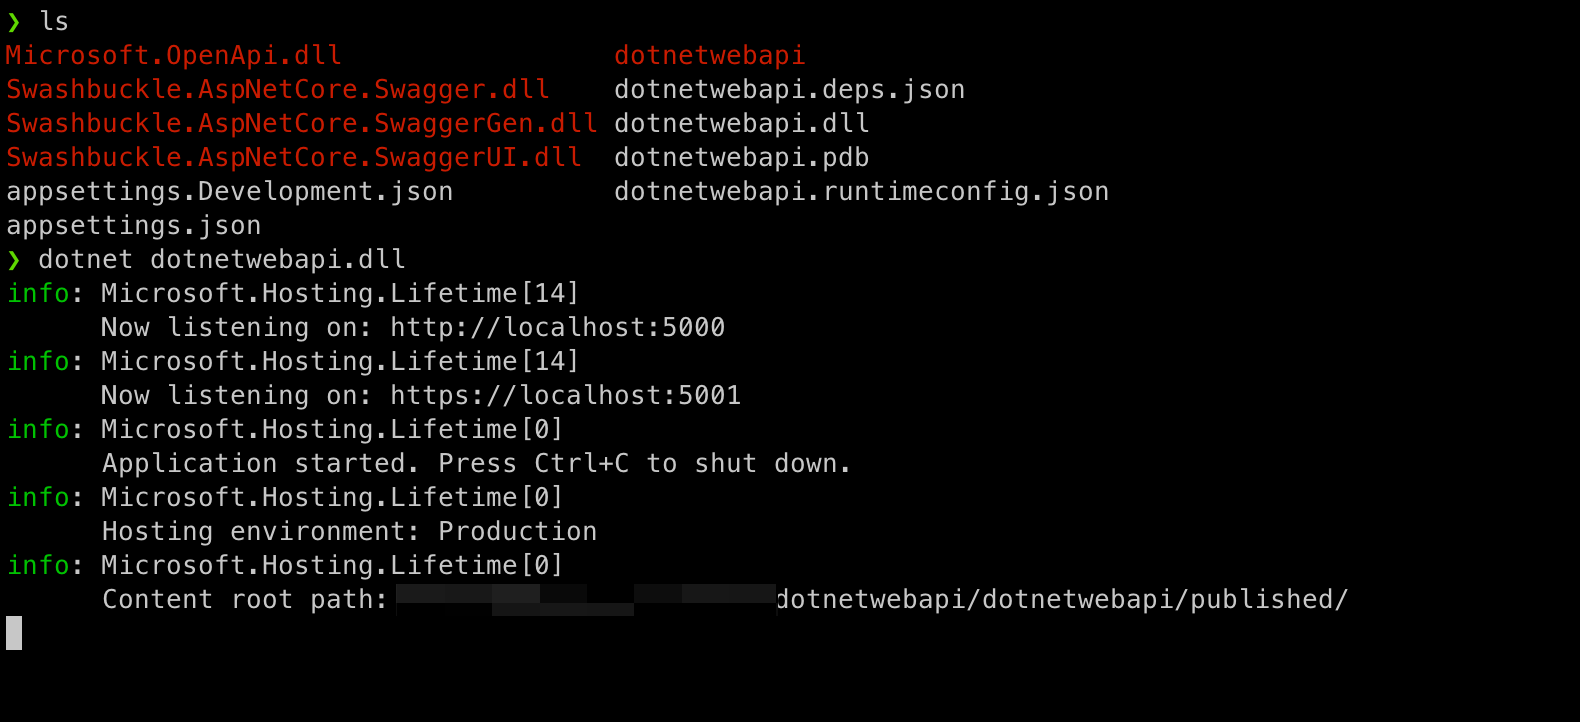 ❯ ls
Microsoft.OpenApi.dll                 dotnetwebapi
Swashbuckle.AspNetCore.Swagger.dll    dotnetwebapi.deps.json
Swashbuckle.AspNetCore.SwaggerGen.dll dotnetwebapi.dll
Swashbuckle.AspNetCore.SwaggerUI.dll  dotnetwebapi.pdb
appsettings.Development.json          dotnetwebapi.runtimeconfig.json
appsettings.json
❯ dotnet dotnetwebapi.dll
info: Microsoft.Hosting.Lifetime[14]
      Now listening on: http://localhost:5000
info: Microsoft.Hosting.Lifetime[14]
      Now listening on: https://localhost:5001
info: Microsoft.Hosting.Lifetime[0]
      Application started. Press Ctrl+C to shut down.
info: Microsoft.Hosting.Lifetime[0]
      Hosting environment: Production
info: Microsoft.Hosting.Lifetime[0]
      Content root path: dotnetwebapi/dotnetwebapi/published/